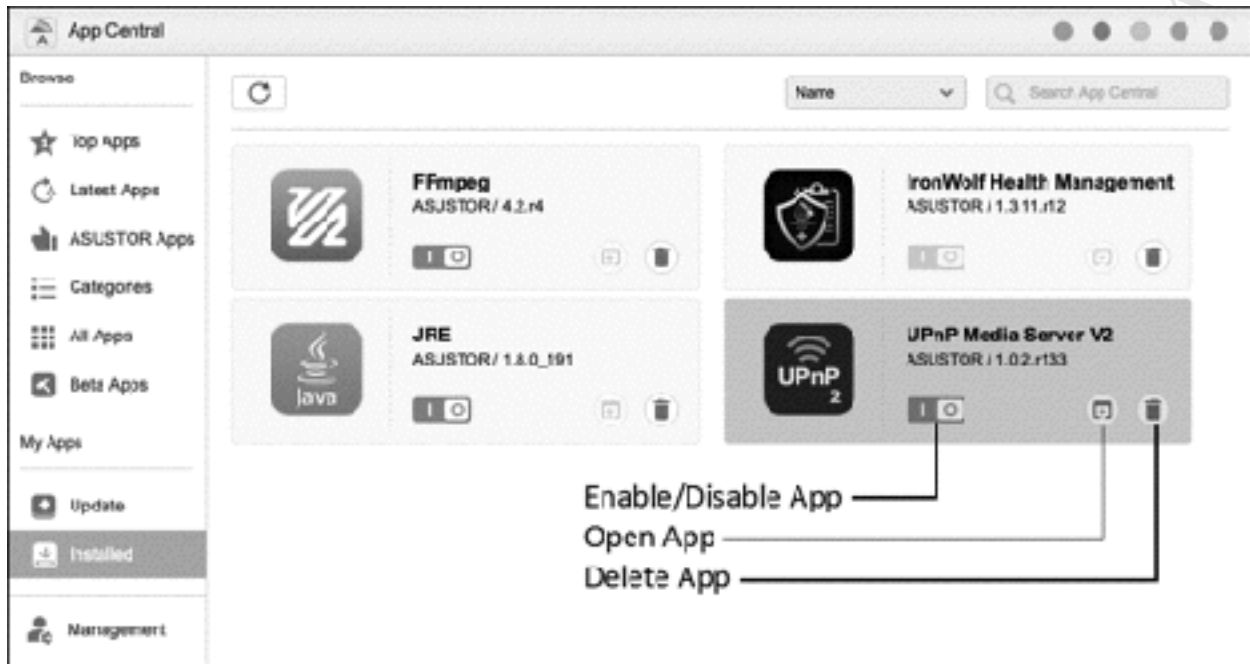 App Central
Browse
Top Apps
Latest Apps
ASUSTOR Apps
Categories
All Apps
Beta Apps
My Apps
Update
Installed
Management
Name
Search App Central
FFmpeg
ASUSTOR / 4.2.r4
IronWolf Health Management
ASUSTOR / 1.3.11.r12
JRE
ASUSTOR / 1.8.0_191
Java
UPnP Media Server V2
ASUSTOR / 1.0.2.r133
UPnP
2
Enable/Disable App
Open App
Delete App